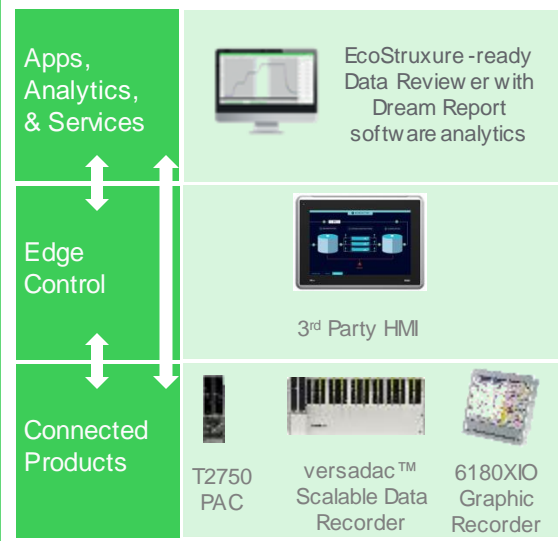 Apps,
Analytics,
& Services
EcoStruxure -ready
Data Reviewer with
Dream Report
software analytics
Edge
Control
3rd Party HMI
Connected
Products
T2750
PAC
versadac™
Scalable Data
Recorder
6180XIO
Graphic
Recorder